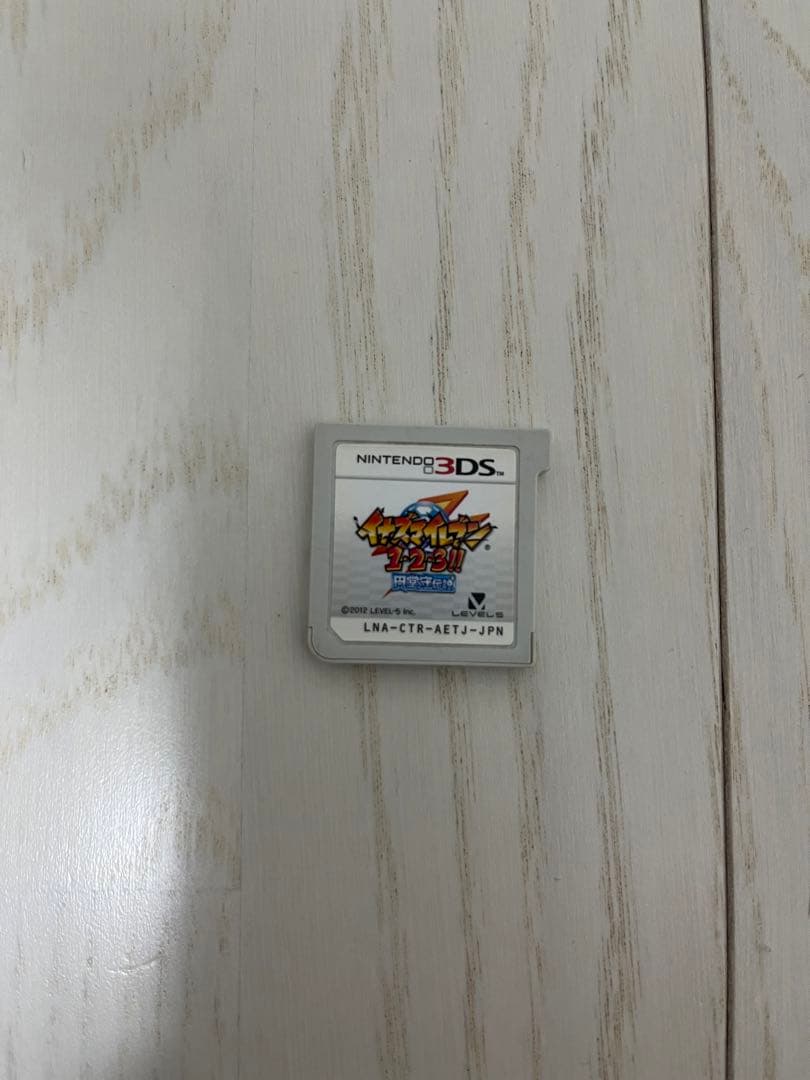 NINTENDO 3DS™
イナズマイレブン®
1・2・3!!
円堂守伝説
©2012 LEVEL-5 Inc.
LEVEL5
LNA-CTR-AETJ-JPN